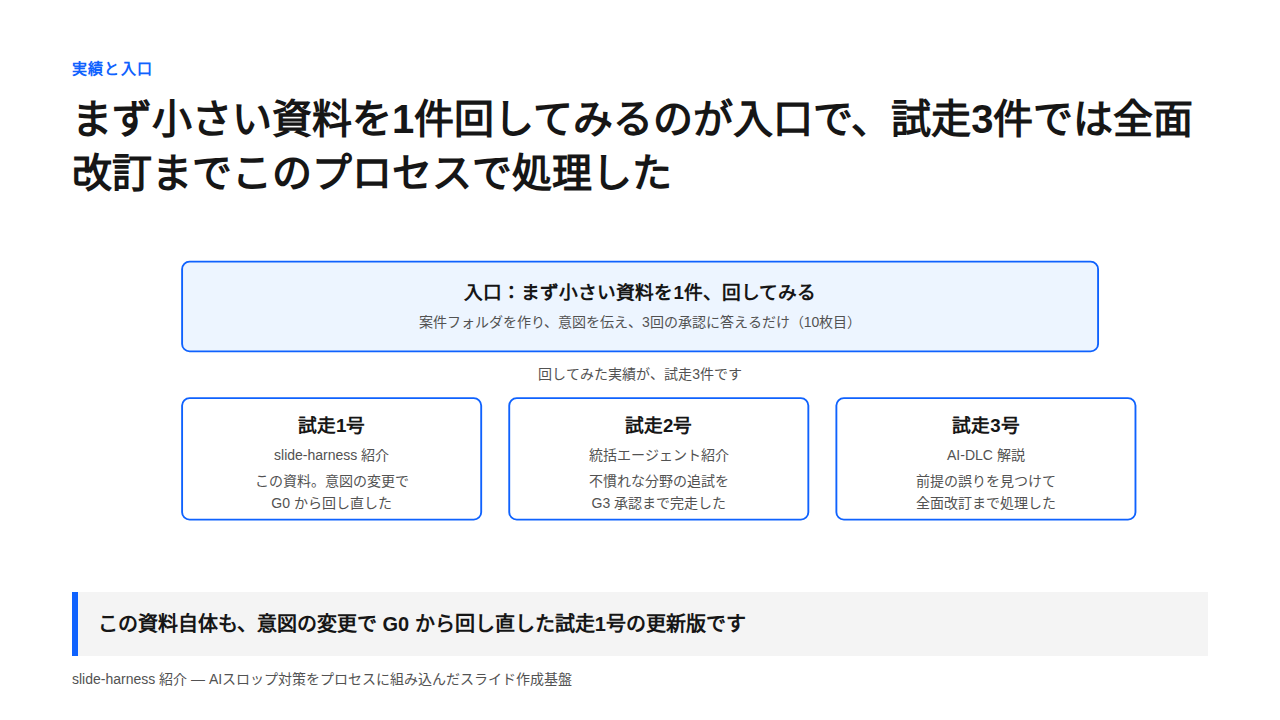 実績と入口
まず小さい資料を1件回してみるのが入口で、試走3件では全面
改訂までこのプロセスで処理した
入口：まず小さい資料を1件、回してみる
案件フォルダを作り、意図を伝え、3回の承認に答えるだけ（10枚目）
回してみた実績が、試走3件です
試走1号
slide-harness 紹介
この資料。意図の変更で
G0 から回し直した
試走2号
統括エージェント紹介
不慣れな分野の追試を
G3 承認まで完走した
試走3号
AI-DLC 解説
前提の誤りを見つけて
全面改訂まで処理した
この資料自体も、意図の変更で G0 から回し直した試走1号の更新版です
slide-harness 紹介 — AIスロップ対策をプロセスに組み込んだスライド作成基盤